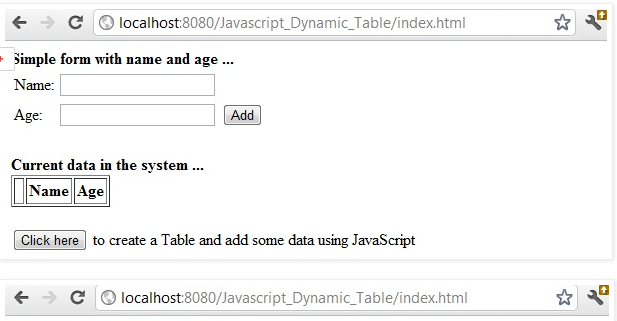 localhost:8080/Javascript_Dynamic_Table/index.html
Simple form with name and age ...
Name:
Age: Add
Current data in the system ...
Name Age
Click here to create a Table and add some data using JavaScript
localhost:8080/Javascript_Dynamic_Table/index.html